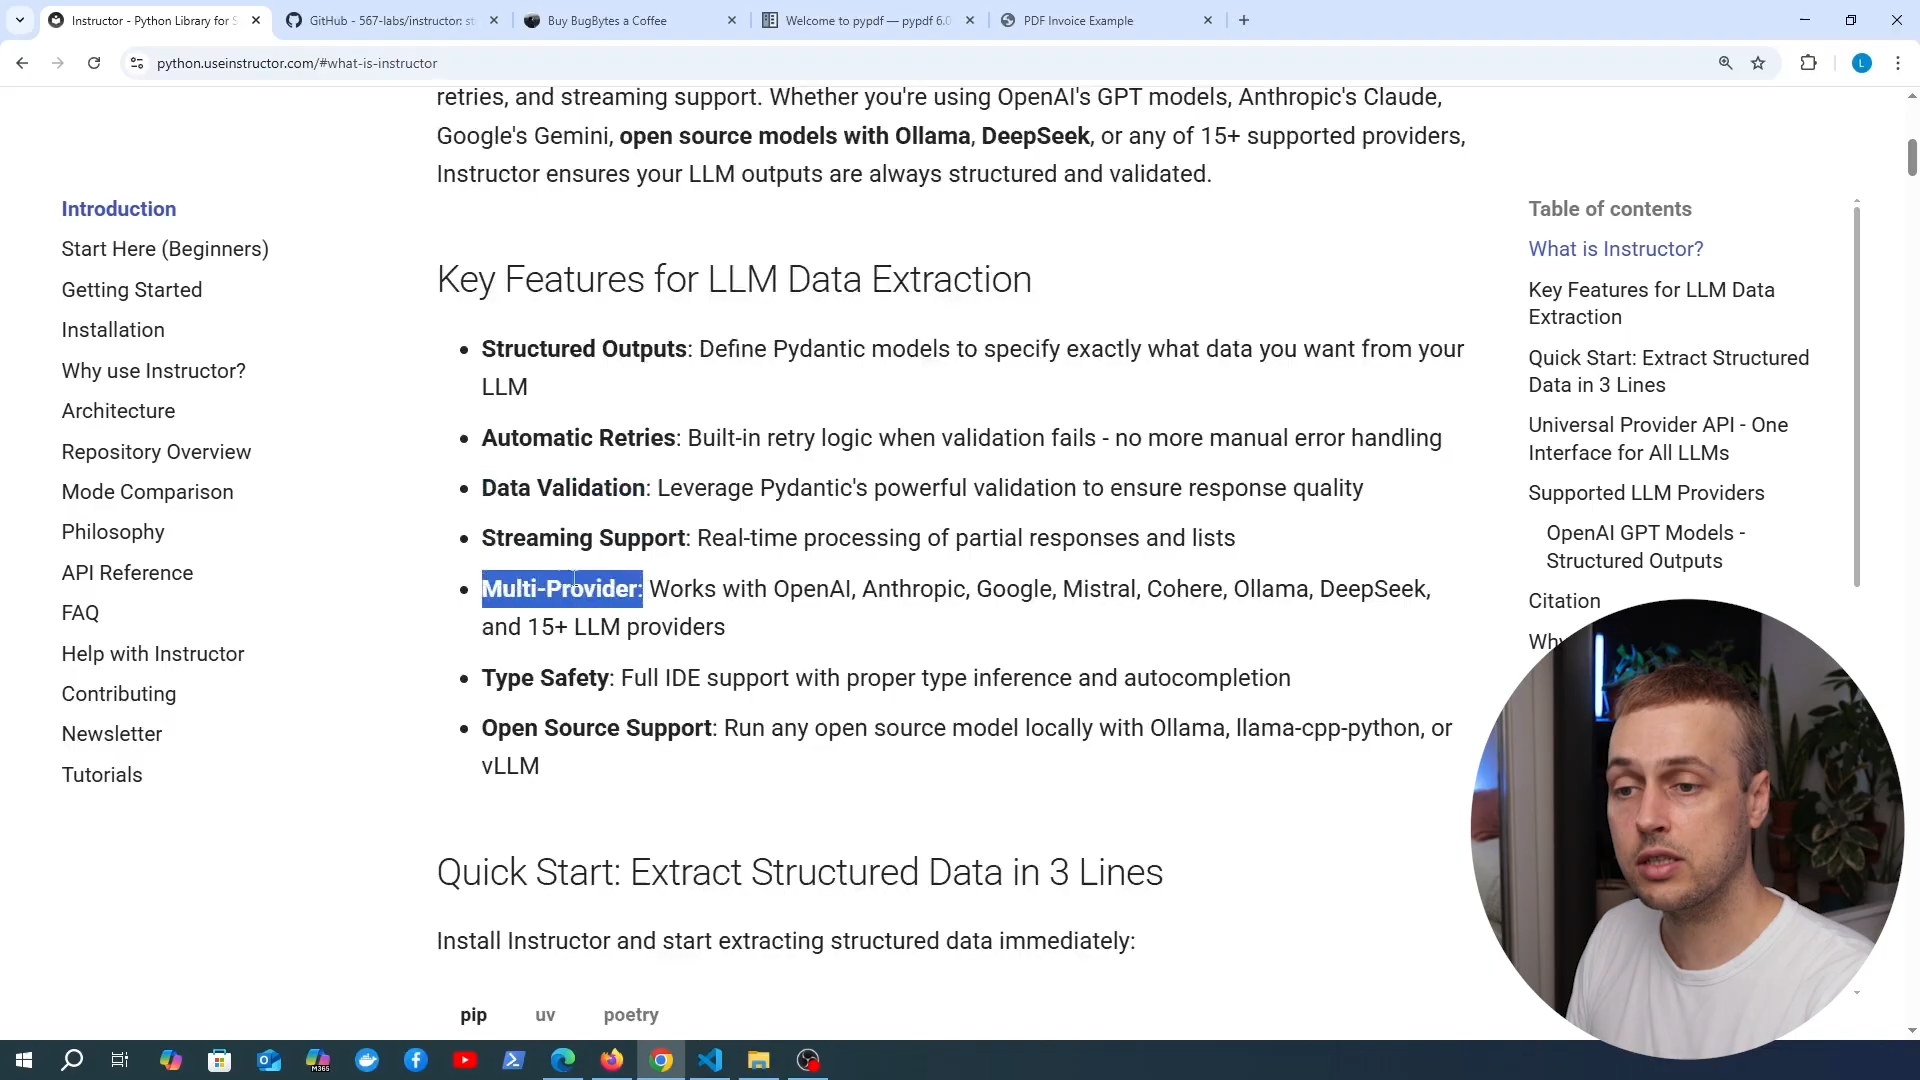 Instructor - Python Library for S
GitHub - 567-labs/instructor: st
Buy BugBytes a Coffee
Welcome to pypdf — pypdf 6.0
PDF Invoice Example
python.useinstructor.com/#what-is-instructor
L
retries, and streaming support. Whether you're using OpenAI's GPT models, Anthropic's Claude,
Google's Gemini, open source models with Ollama, DeepSeek, or any of 15+ supported providers,
Instructor ensures your LLM outputs are always structured and validated.
Introduction
Start Here (Beginners)
Getting Started
Installation
Why use Instructor?
Architecture
Repository Overview
Mode Comparison
Philosophy
API Reference
FAQ
Help with Instructor
Contributing
Newsletter
Tutorials
Key Features for LLM Data Extraction
• Structured Outputs: Define Pydantic models to specify exactly what data you want from your
LLM
• Automatic Retries: Built-in retry logic when validation fails - no more manual error handling
• Data Validation: Leverage Pydantic's powerful validation to ensure response quality
• Streaming Support: Real-time processing of partial responses and lists
• Multi-Provider: Works with OpenAI, Anthropic, Google, Mistral, Cohere, Ollama, DeepSeek,
and 15+ LLM providers
• Type Safety: Full IDE support with proper type inference and autocompletion
• Open Source Support: Run any open source model locally with Ollama, llama-cpp-python, or
vLLM
Quick Start: Extract Structured Data in 3 Lines
Install Instructor and start extracting structured data immediately:
pip uv poetry
Table of contents
What is Instructor?
Key Features for LLM Data
Extraction
Quick Start: Extract Structured
Data in 3 Lines
Universal Provider API - One
Interface for All LLMs
Supported LLM Providers
OpenAI GPT Models -
Structured Outputs
Citation
Why
M365